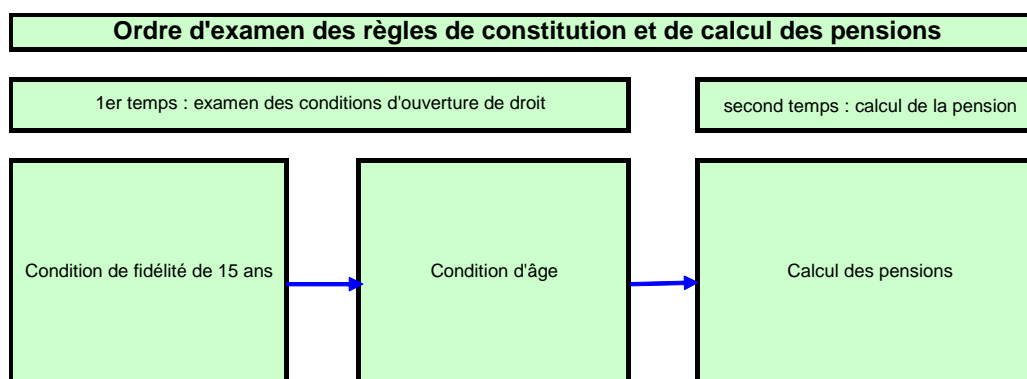 Ordre d'examen des règles de constitution et de calcul des pensions
1er temps : examen des conditions d'ouverture de droit
second temps : calcul de la pension
Condition de fidélité de 15 ans
Condition d'âge
Calcul des pensions